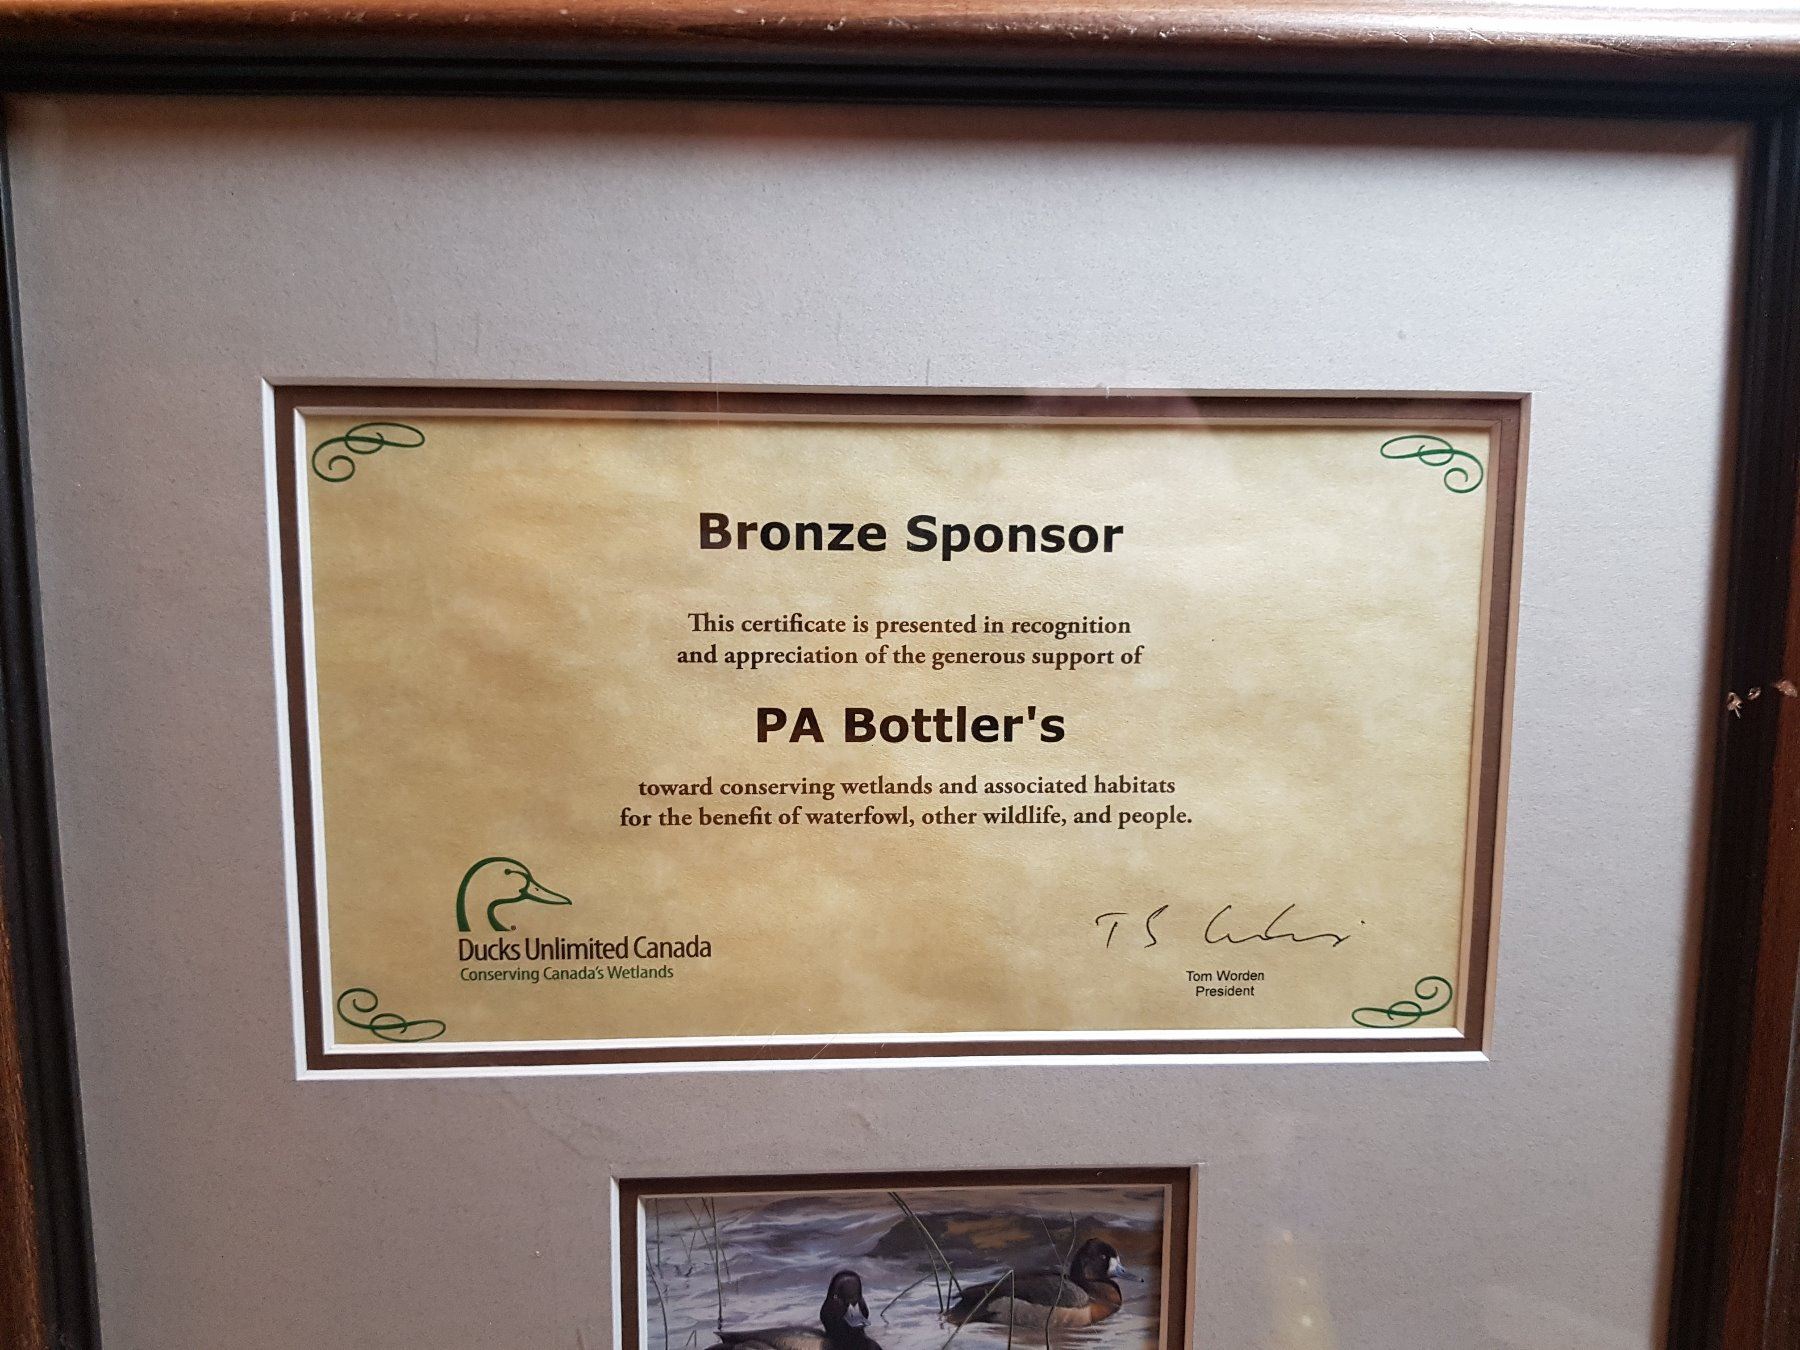 Bronze Sponsor
This certificate is presented in recognition
and appreciation of the generous support of
PA Bottler's
toward conserving wetlands and associated habitats
for the benefit of waterfowl, other wildlife, and people.
Ducks Unlimited Canada
Conserving Canada's Wetlands
Tom Worden
President